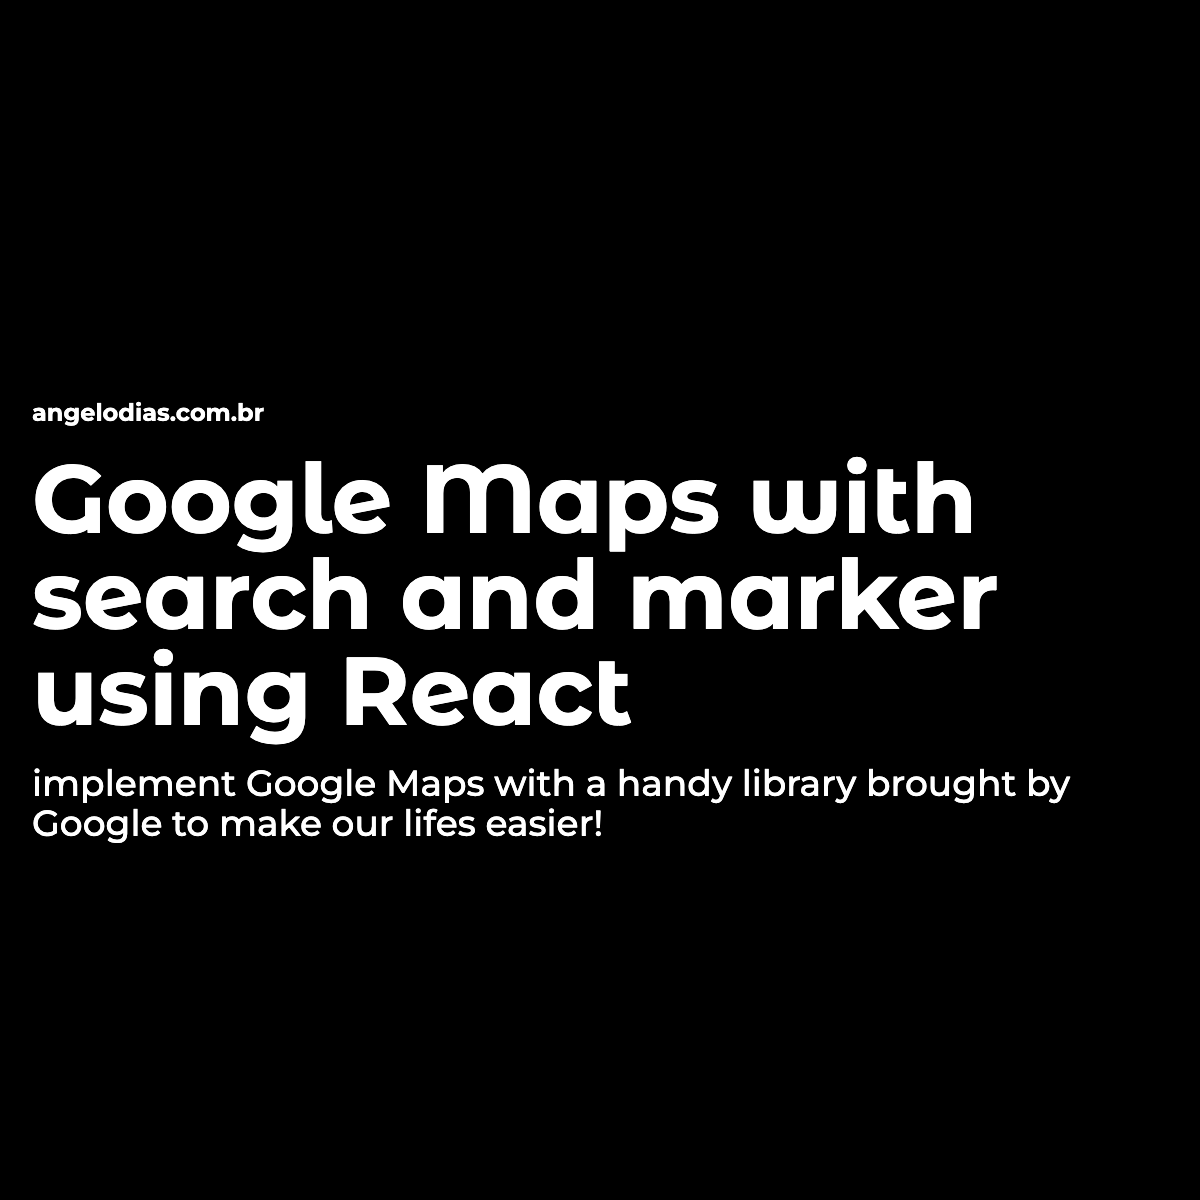 angelodias.com.br
Google Maps with
search and marker
using React
implement Google Maps with a handy library brought by
Google to make our lifes easier!